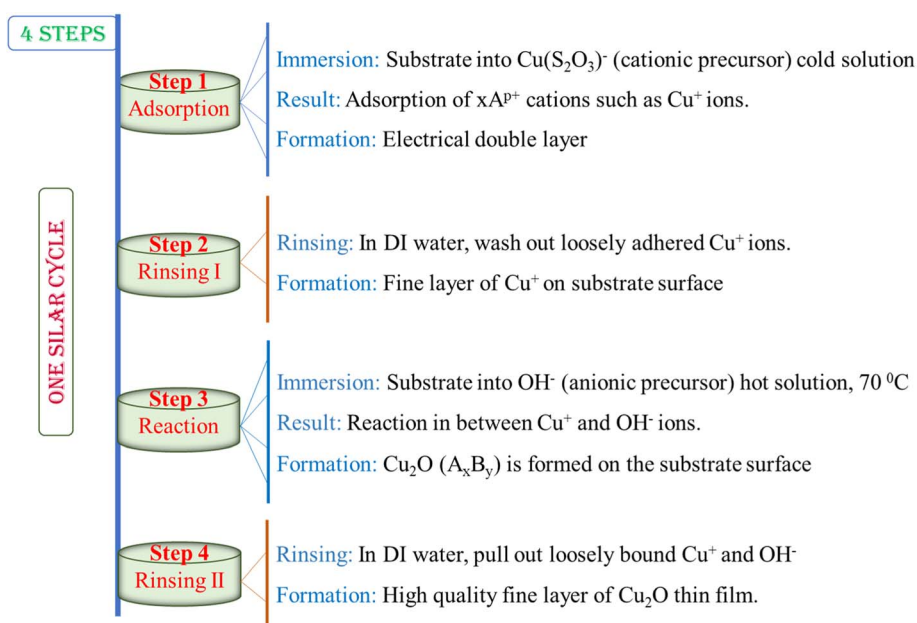 4 STEPS
ONE SILAR CYCLE
Step 1
Adsorption
Immersion: Substrate into Cu(S₂O₃)⁻ (cationic precursor) cold solution
Result: Adsorption of xAᵖ⁺ cations such as Cu⁺ ions.
Formation: Electrical double layer
Step 2
Rinsing I
Rinsing: In DI water, wash out loosely adhered Cu⁺ ions.
Formation: Fine layer of Cu⁺ on substrate surface
Step 3
Reaction
Immersion: Substrate into OH⁻ (anionic precursor) hot solution, 70 ⁰C
Result: Reaction in between Cu⁺ and OH⁻ ions.
Formation: Cu₂O (AₓBᵧ) is formed on the substrate surface
Step 4
Rinsing II
Rinsing: In DI water, pull out loosely bound Cu⁺ and OH⁻
Formation: High quality fine layer of Cu₂O thin film.